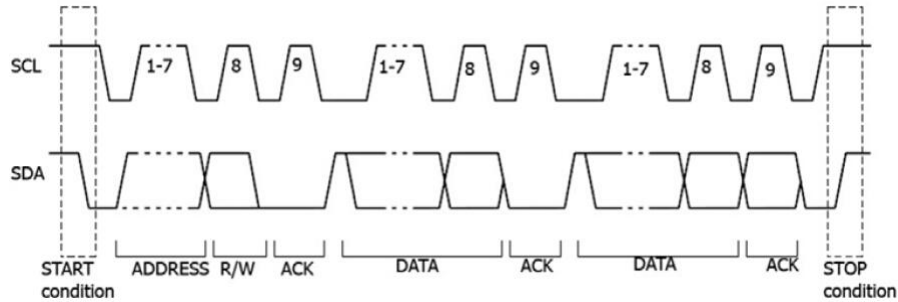 SCL
1-7 8 9 1-7 8 9 1-7 8 9
SDA
START condition
ADDRESS R/W ACK DATA ACK DATA ACK
STOP condition